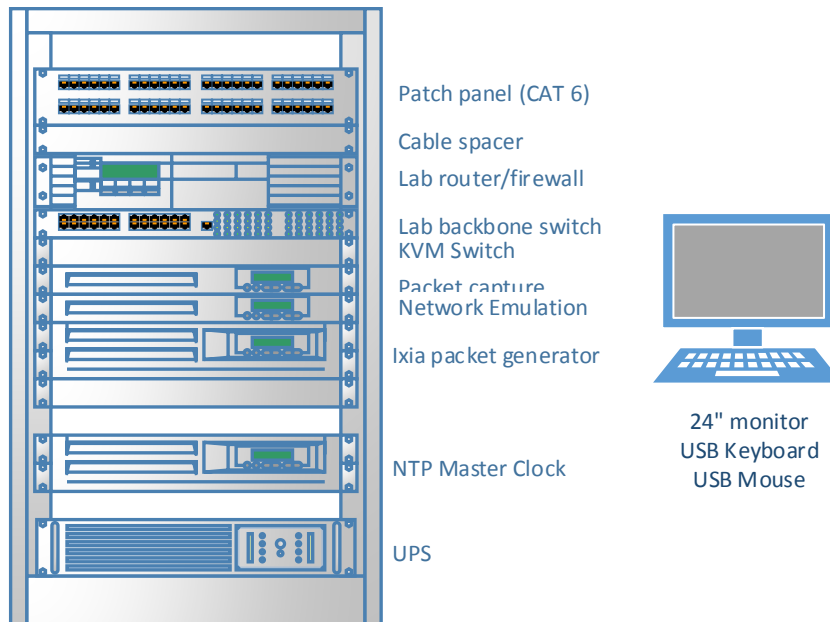 Patch panel (CAT 6)
Cable spacer
Lab router/firewall
Lab backbone switch
KVM Switch
Packet capture
Network Emulation
Ixia packet generator
NTP Master Clock
UPS
24" monitor
USB Keyboard
USB Mouse